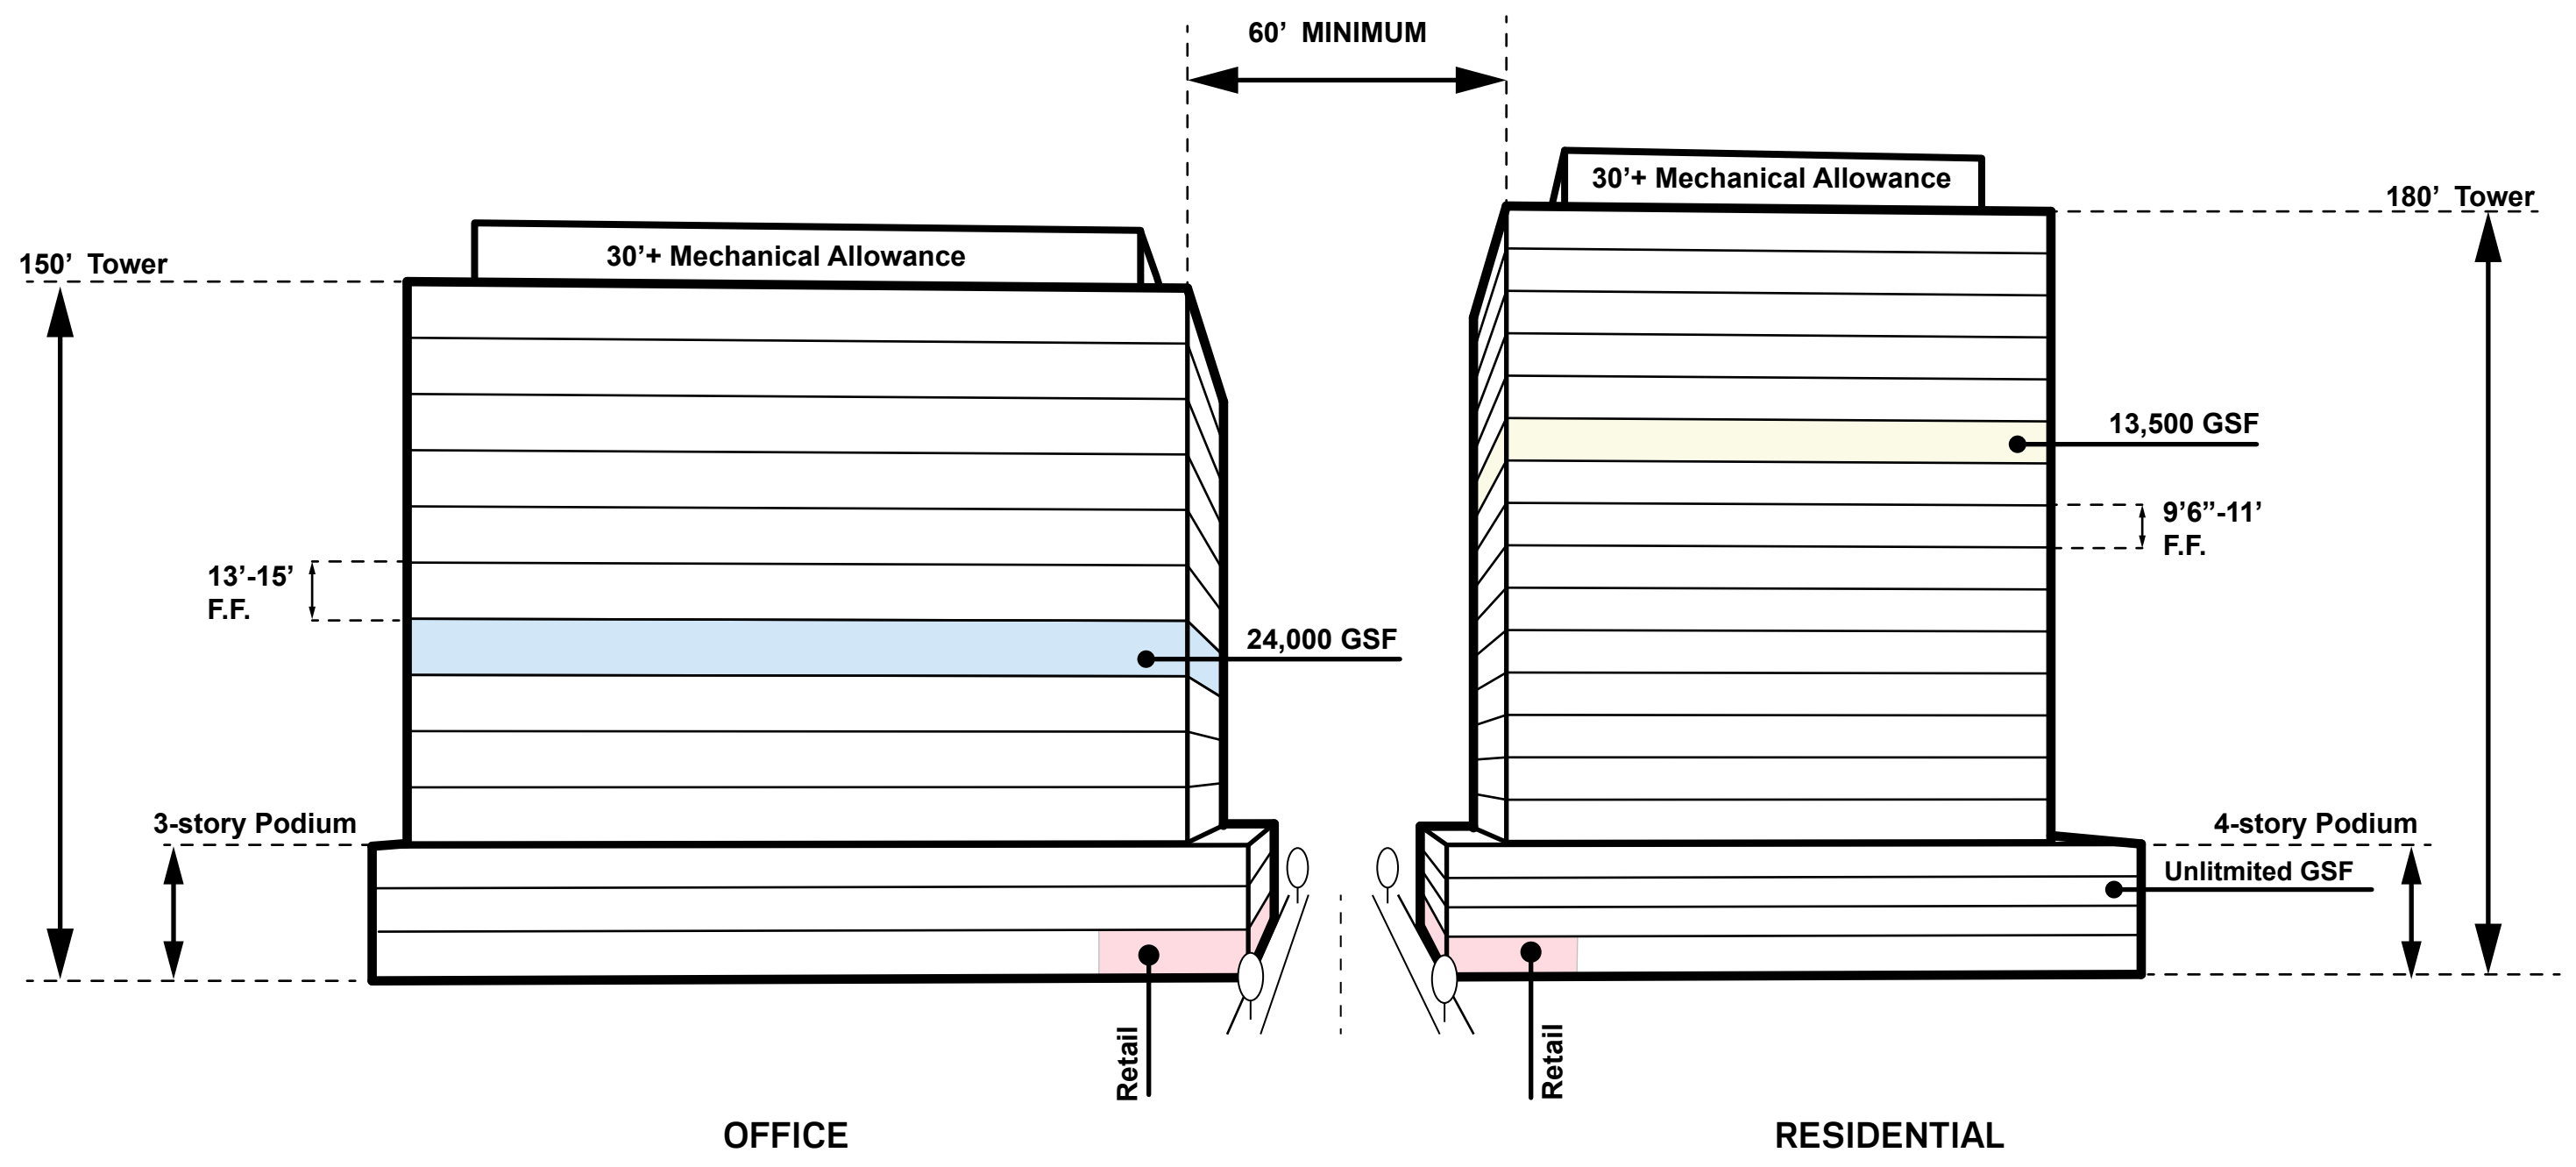 60’ MINIMUM
30’+ Mechanical Allowance
180’ Tower
150’ Tower
30’+ Mechanical Allowance
13,500 GSF
9’6”-11’
F.F.
13’-15’
F.F.
24,000 GSF
3-story Podium
4-story Podium
Unlitmited GSF
Retail
Retail
OFFICE
RESIDENTIAL